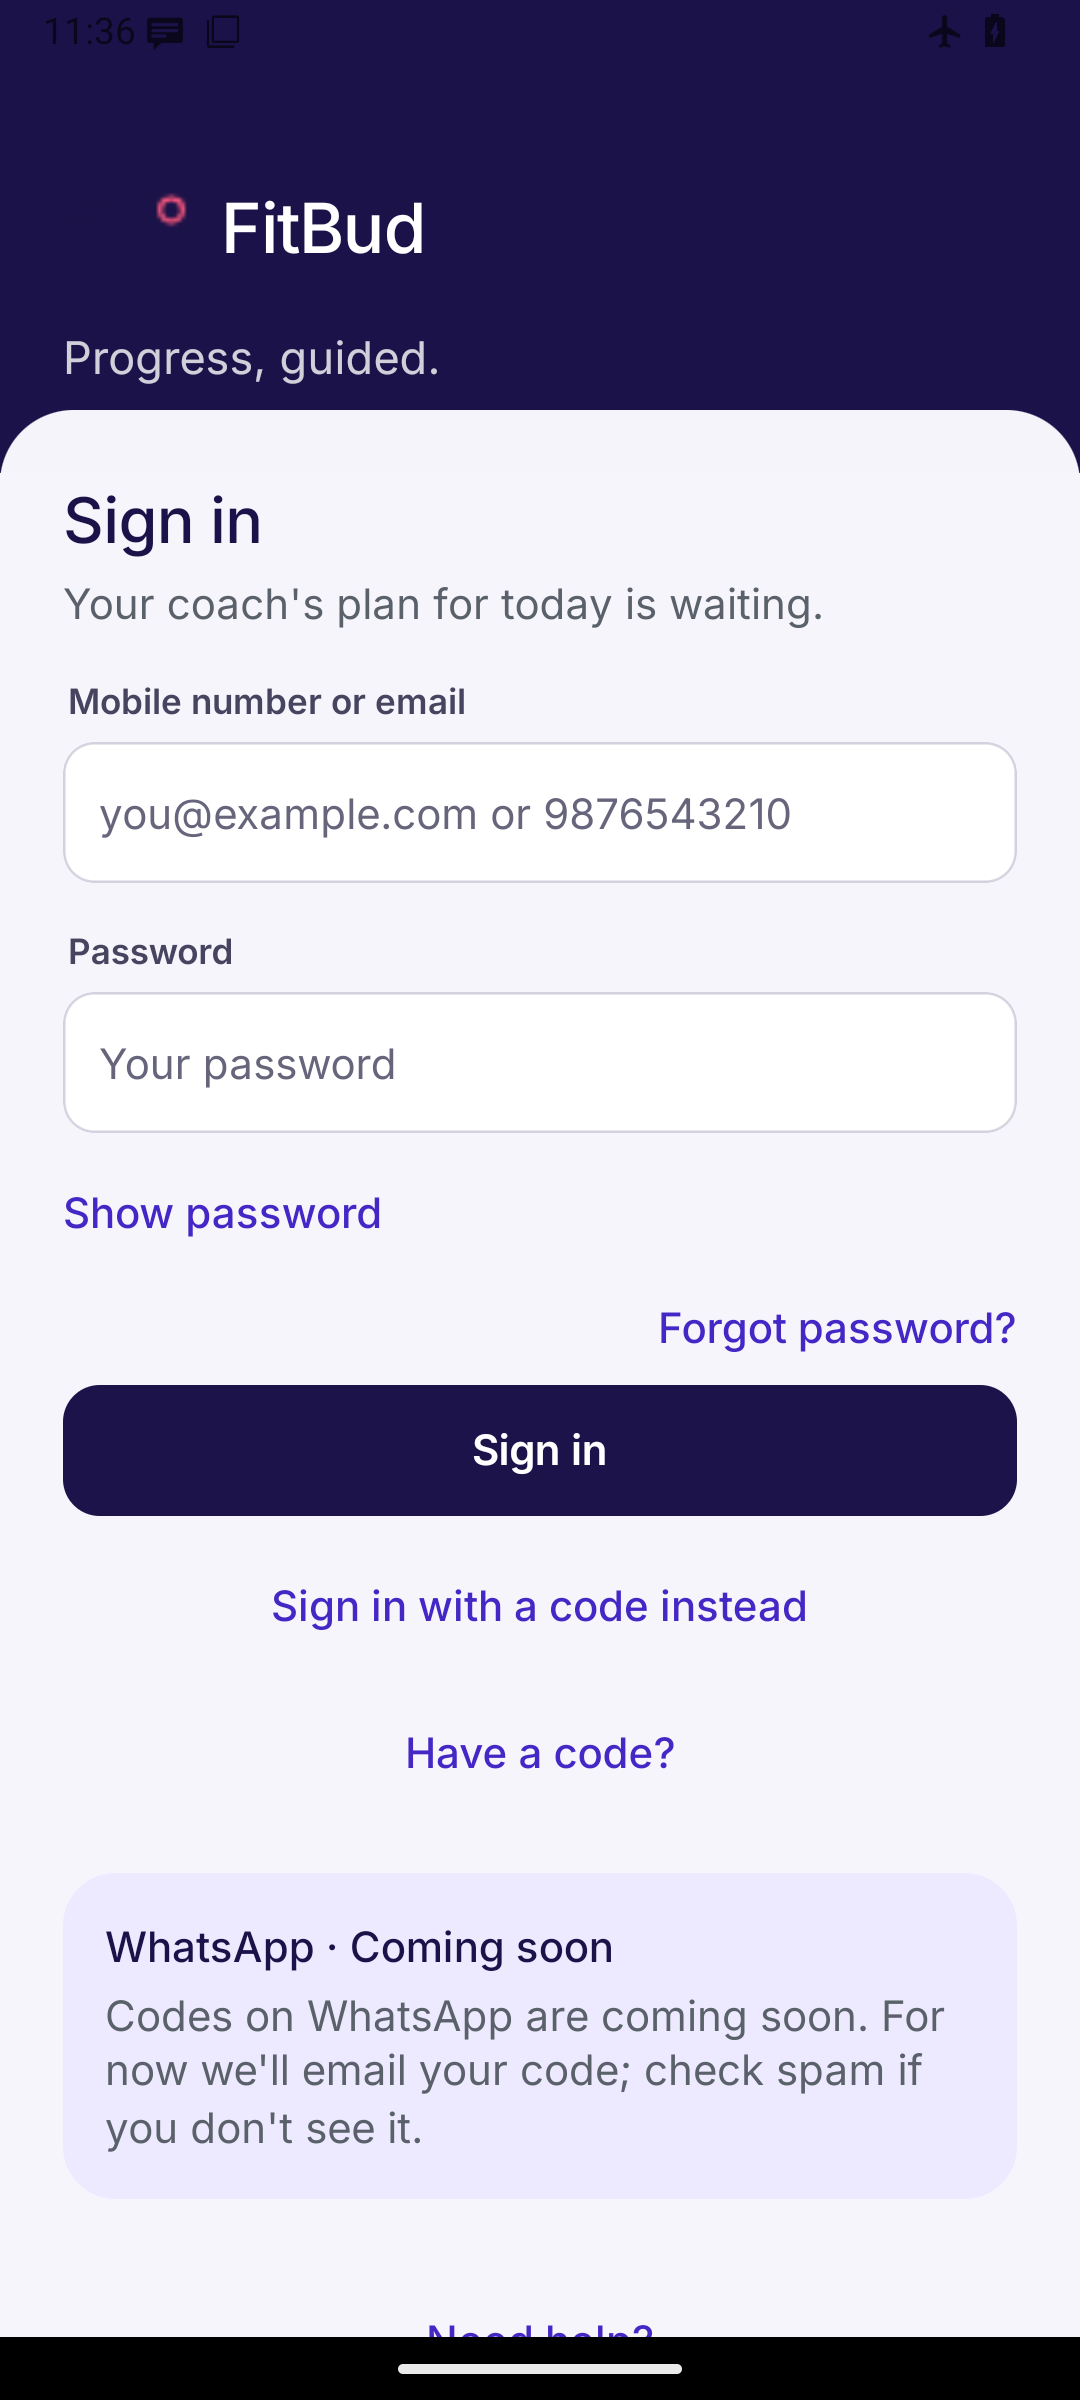 11:36
FitBud
Progress, guided.
Sign in
Your coach's plan for today is waiting.
Mobile number or email
you@example.com or 9876543210
Password
Your password
Show password
Forgot password?
Sign in
Sign in with a code instead
Have a code?
WhatsApp · Coming soon
Codes on WhatsApp are coming soon. For
now we'll email your code; check spam if
you don't see it.
Need help?